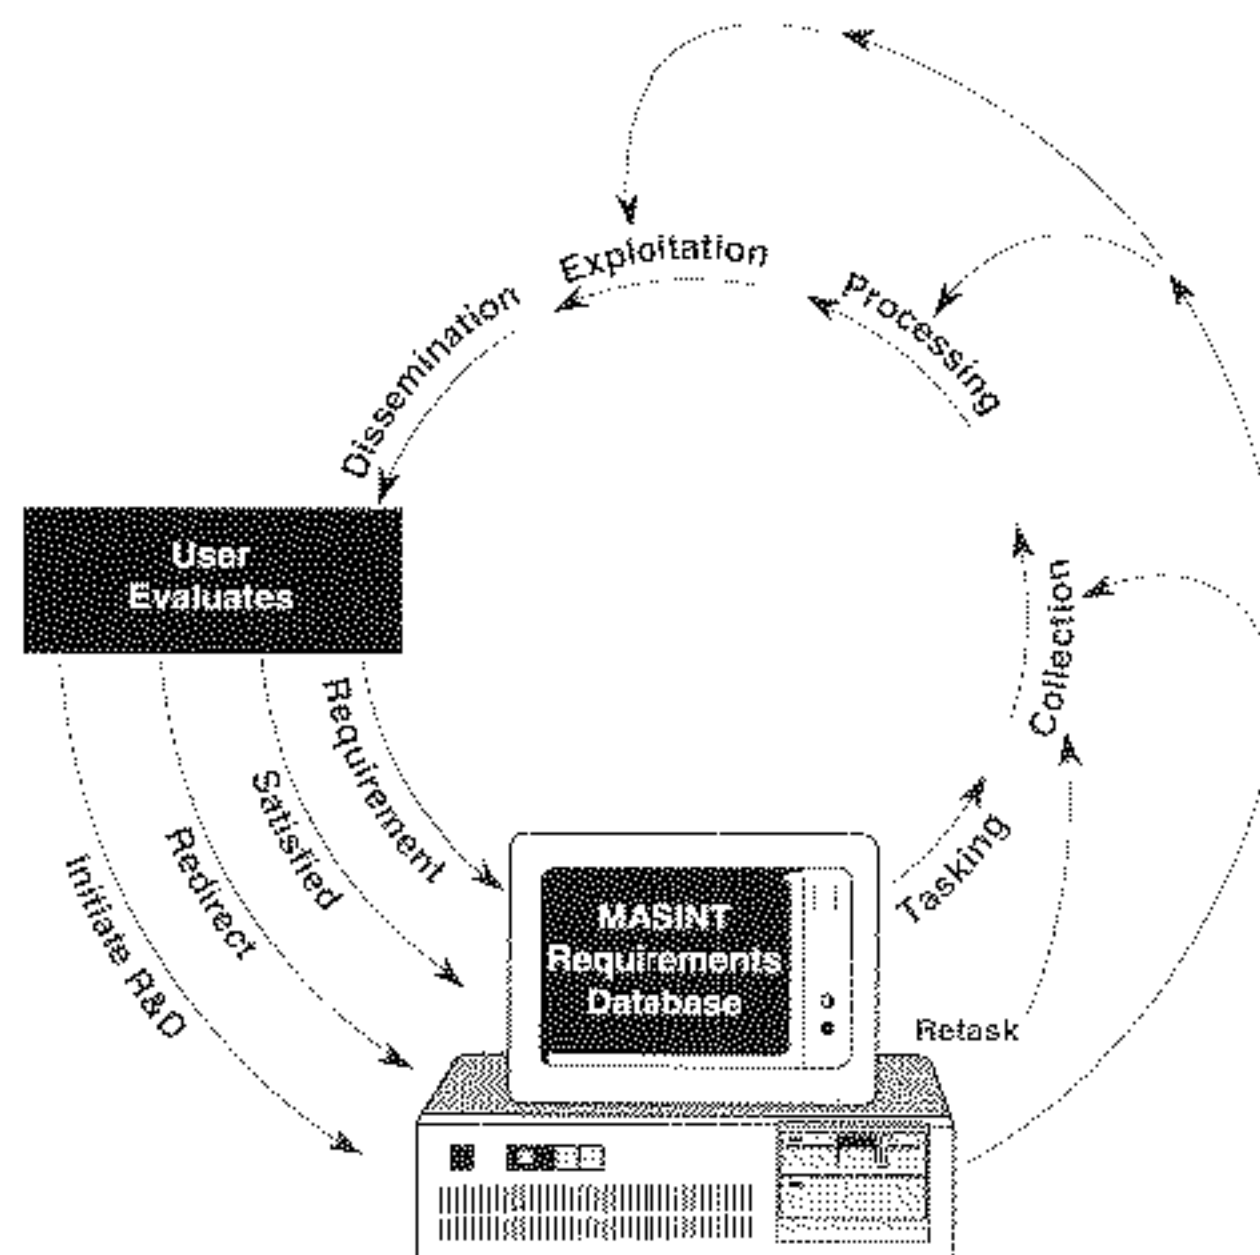 Exploitation
Processing
Dissemination
User
Evaluates
Collection
Requirement
Satisfied
Redirect
Initiate R&D
Tasking
MASINT
Requirements
Database
Retask